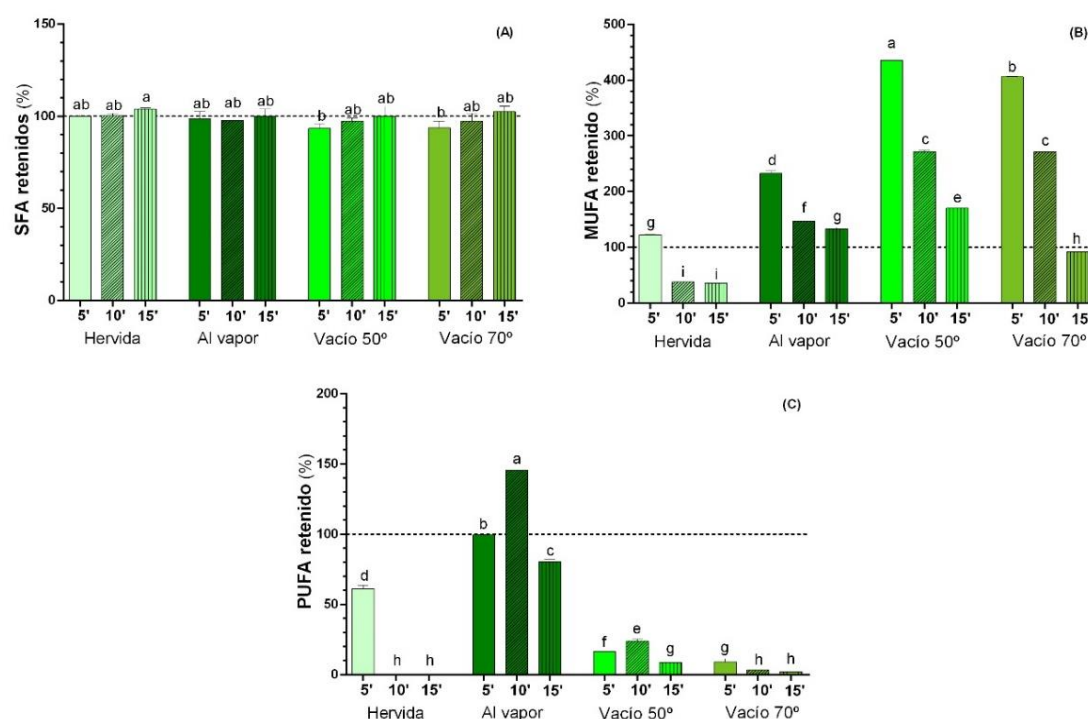 (A)
SFA retenidos (%)
150
100
50
0
ab ab a ab ab ab b ab ab b ab ab
5' 10' 15' 5' 10' 15' 5' 10' 15' 5' 10' 15'
Hervida Al vapor Vacío 50º Vacío 70º
(B)
MUFA retenido (%)
500
400
300
200
100
0
g i i d f g a c e b c h
5' 10' 15' 5' 10' 15' 5' 10' 15' 5' 10' 15'
Hervida Al vapor Vacío 50º Vacío 70º
(C)
PUFA retenido (%)
200
150
100
50
0
d h h b a c f e g g h h
5' 10' 15' 5' 10' 15' 5' 10' 15' 5' 10' 15'
Hervida Al vapor Vacío 50º Vacío 70º